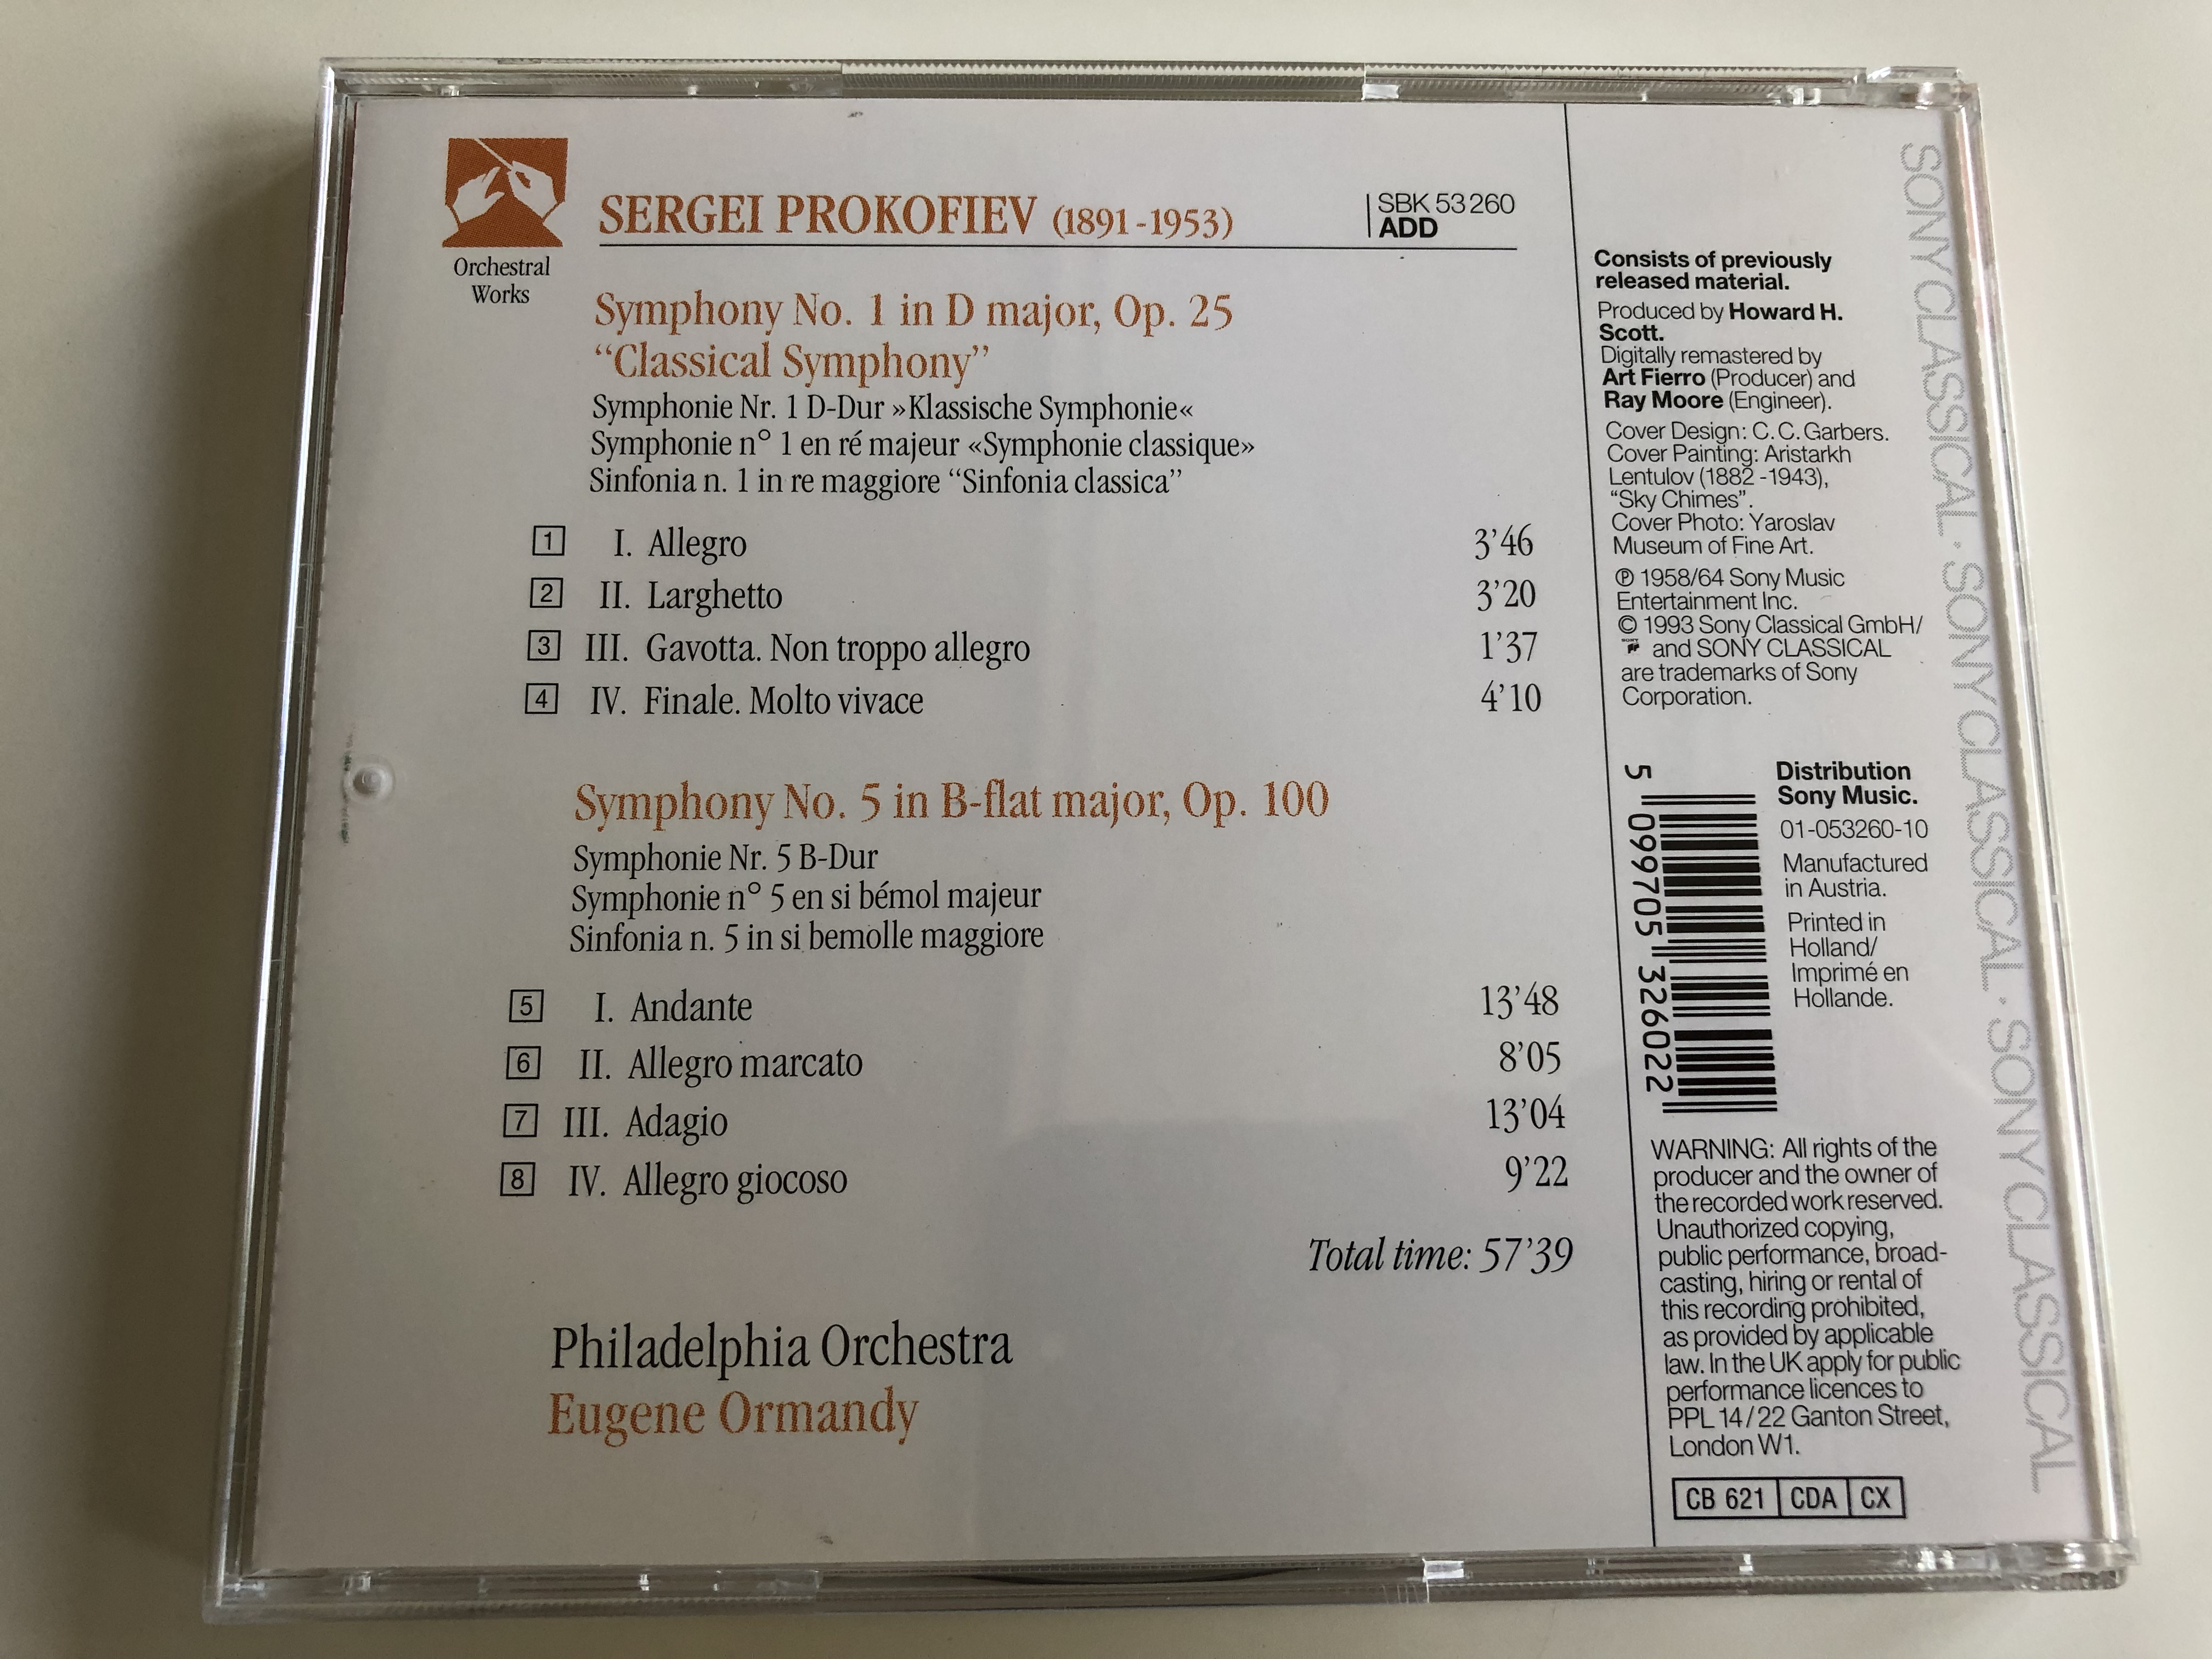 Orchestral
Works
SERGEI PROKOFIEV (1891-1953)
SBK 53 260
ADD
Symphony No. 1 in D major, Op. 25
“Classical Symphony”
Symphonie Nr. 1 D-Dur »Klassische Symphonie«
Symphonie n° 1 en ré majeur «Symphonie classique»
Sinfonia n. 1 in re maggiore “Sinfonia classica”
1 I. Allegro 3’46
2 II. Larghetto 3’20
3 III. Gavotta. Non troppo allegro 1’37
4 IV. Finale. Molto vivace 4’10
Symphony No. 5 in B-flat major, Op. 100
Symphonie Nr. 5 B-Dur
Symphonie n° 5 en si bémol majeur
Sinfonia n. 5 in si bemolle maggiore
5 I. Andante 13’48
6 II. Allegro marcato 8’05
7 III. Adagio 13’04
8 IV. Allegro giocoso 9’22
Total time: 57’39
Philadelphia Orchestra
Eugene Ormandy
Consists of previously
released material.
Produced by Howard H.
Scott.
Digitally remastered by
Art Fierro (Producer) and
Ray Moore (Engineer).
Cover Design: C. C. Garbers.
Cover Painting: Aristarkh
Lentulov (1882-1943),
“Sky Chimes”.
Cover Photo: Yaroslav
Museum of Fine Art.
℗ 1958/64 Sony Music
Entertainment Inc.
© 1993 Sony Classical GmbH/
and SONY CLASSICAL
are trademarks of Sony
Corporation.
5 099705 326022
Distribution
Sony Music.
01-053260-10
Manufactured
in Austria.
Printed in
Holland/
Imprimé en
Hollande.
WARNING: All rights of the
producer and the owner of
the recorded work reserved.
Unauthorized copying,
public performance, broad-
casting, hiring or rental of
this recording prohibited,
as provided by applicable
law. In the UK apply for public
performance licences to
PPL 14/22 Ganton Street,
London W1.
CB 621 CDA CX
SONY CLASSICAL · SONY CLASSICAL · SONY CLASSICAL